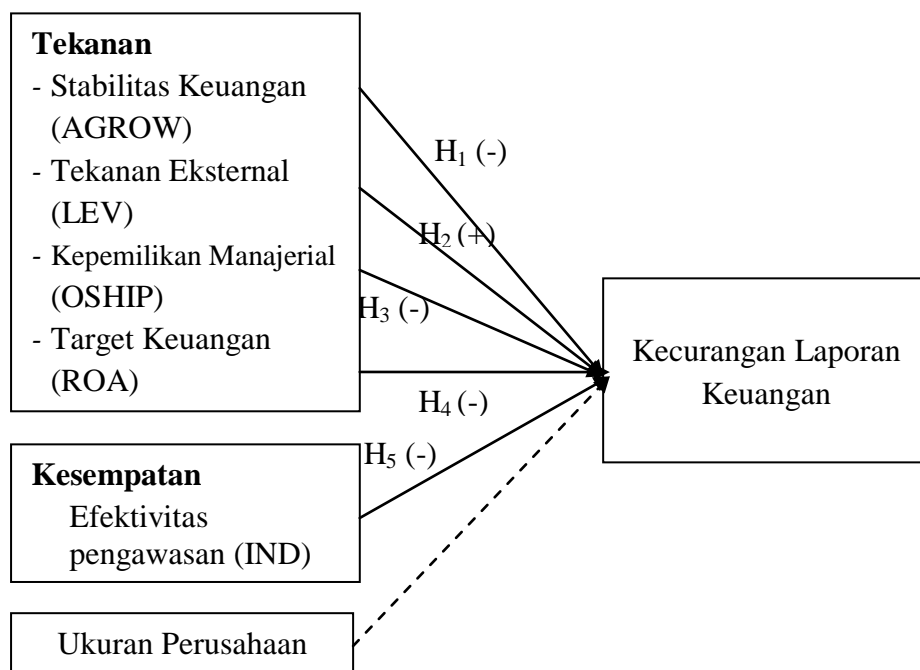 Tekanan
- Stabilitas Keuangan
(AGROW)
- Tekanan Eksternal
(LEV)
- Kepemilikan Manajerial
(OSHIP)
- Target Keuangan
(ROA)
H₁ (-)
H₂ (+)
H₃ (-)
H₄ (-)
H₅ (-)
Kecurangan Laporan
Keuangan
Kesempatan
Efektivitas
pengawasan (IND)
Ukuran Perusahaan